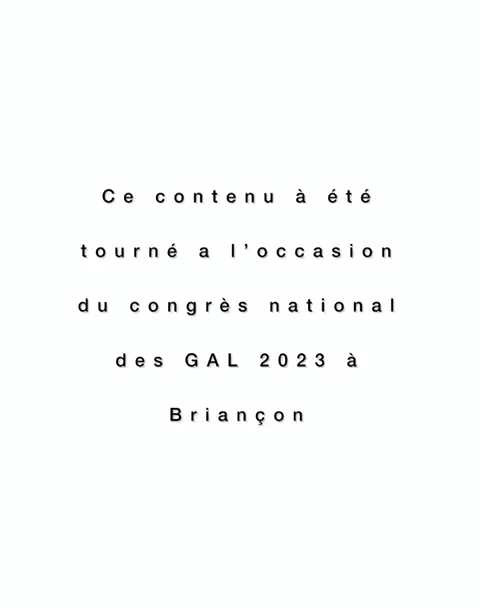 Ce contenu à été
tourné a l’occasion
du congrès national
des GAL 2023 à
Briançon